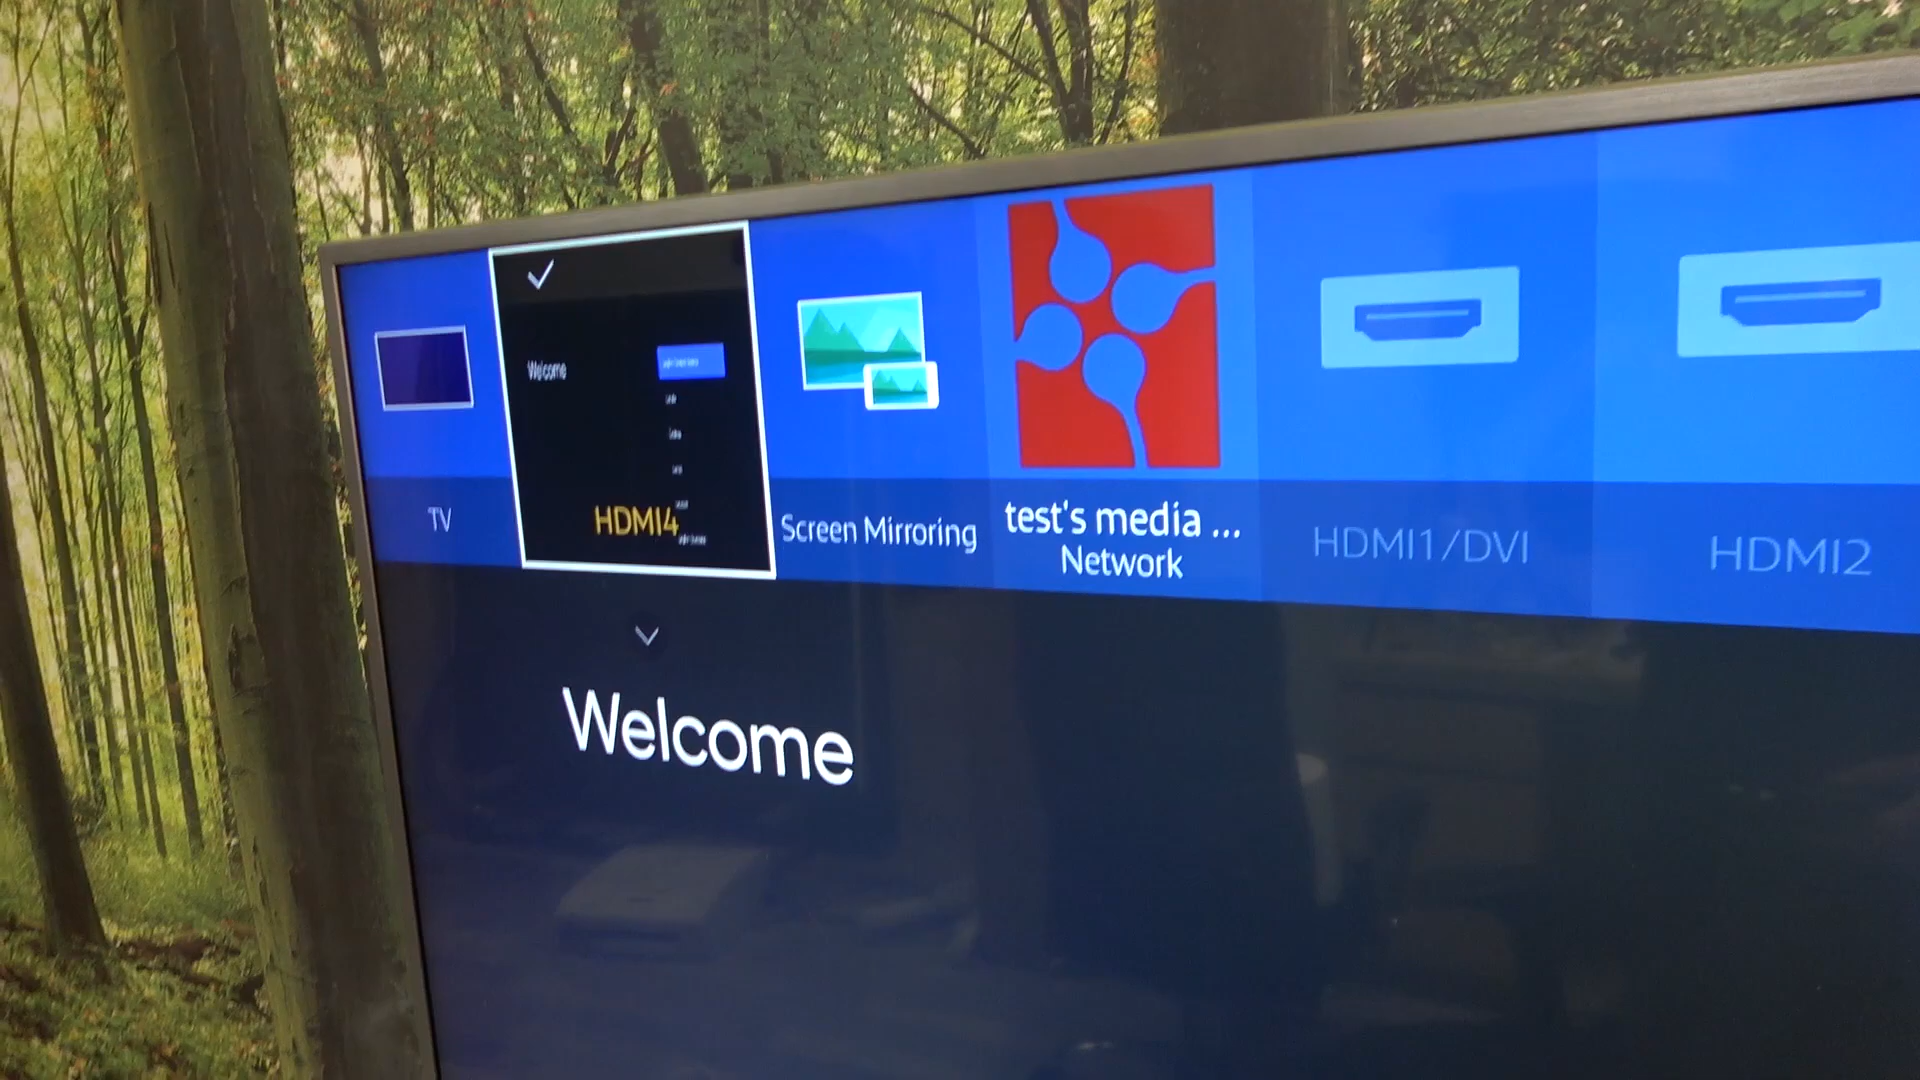 Welcome
TV
HDMI4
Screen Mirroring
test's media ...
Network
HDMI1/DVI
HDMI2
Welcome